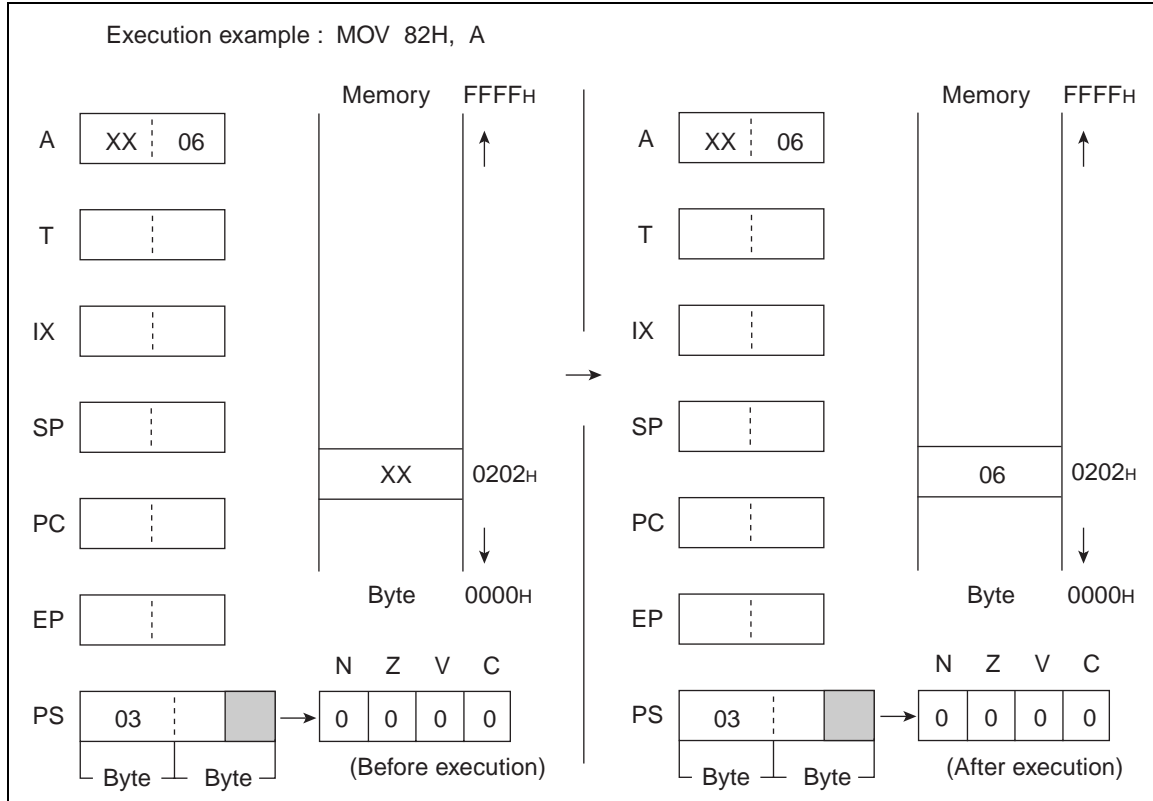 Execution example : MOV 82H, A
Memory FFFFH
A XX 06
T
IX
SP
XX 0202H
PC
Byte 0000H
EP
N Z V C
PS 03 0 0 0 0
Byte Byte (Before execution)
Memory FFFFH
A XX 06
T
IX
SP
06 0202H
PC
Byte 0000H
EP
N Z V C
PS 03 0 0 0 0
Byte Byte (After execution)